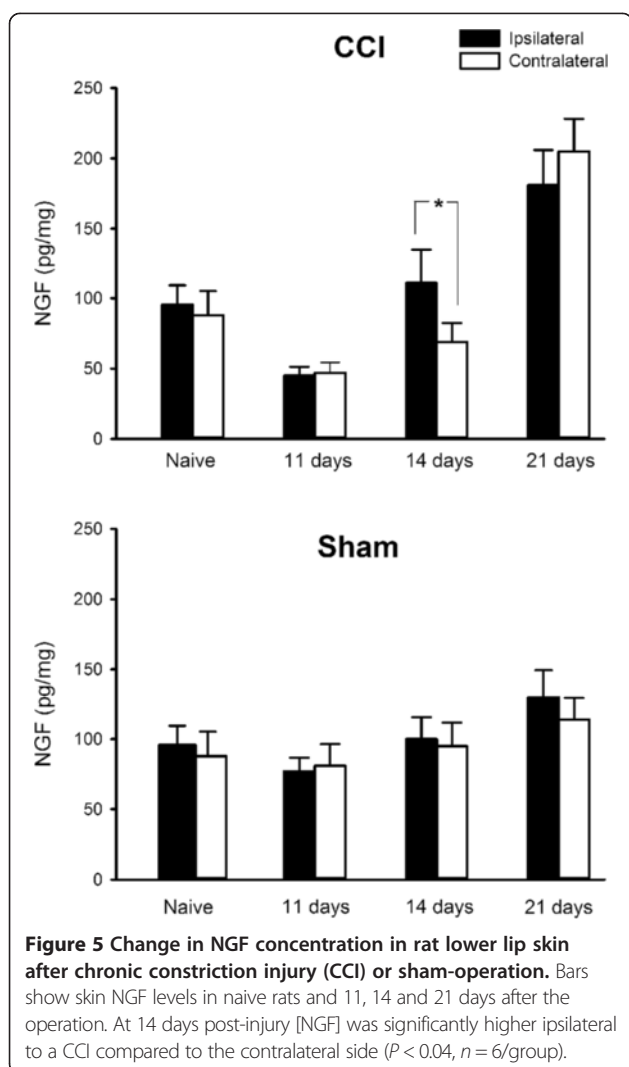 CCI
Ipsilateral
Contralateral
250
200
150
100
50
0
NGF (pg/mg)
*
Naive 11 days 14 days 21 days
Sham
250
200
150
100
50
0
NGF (pg/mg)
Naive 11 days 14 days 21 days
Figure 5 Change in NGF concentration in rat lower lip skin
after chronic constriction injury (CCI) or sham-operation. Bars
show skin NGF levels in naive rats and 11, 14 and 21 days after the
operation. At 14 days post-injury [NGF] was significantly higher ipsilateral
to a CCI compared to the contralateral side (P < 0.04, n = 6/group).